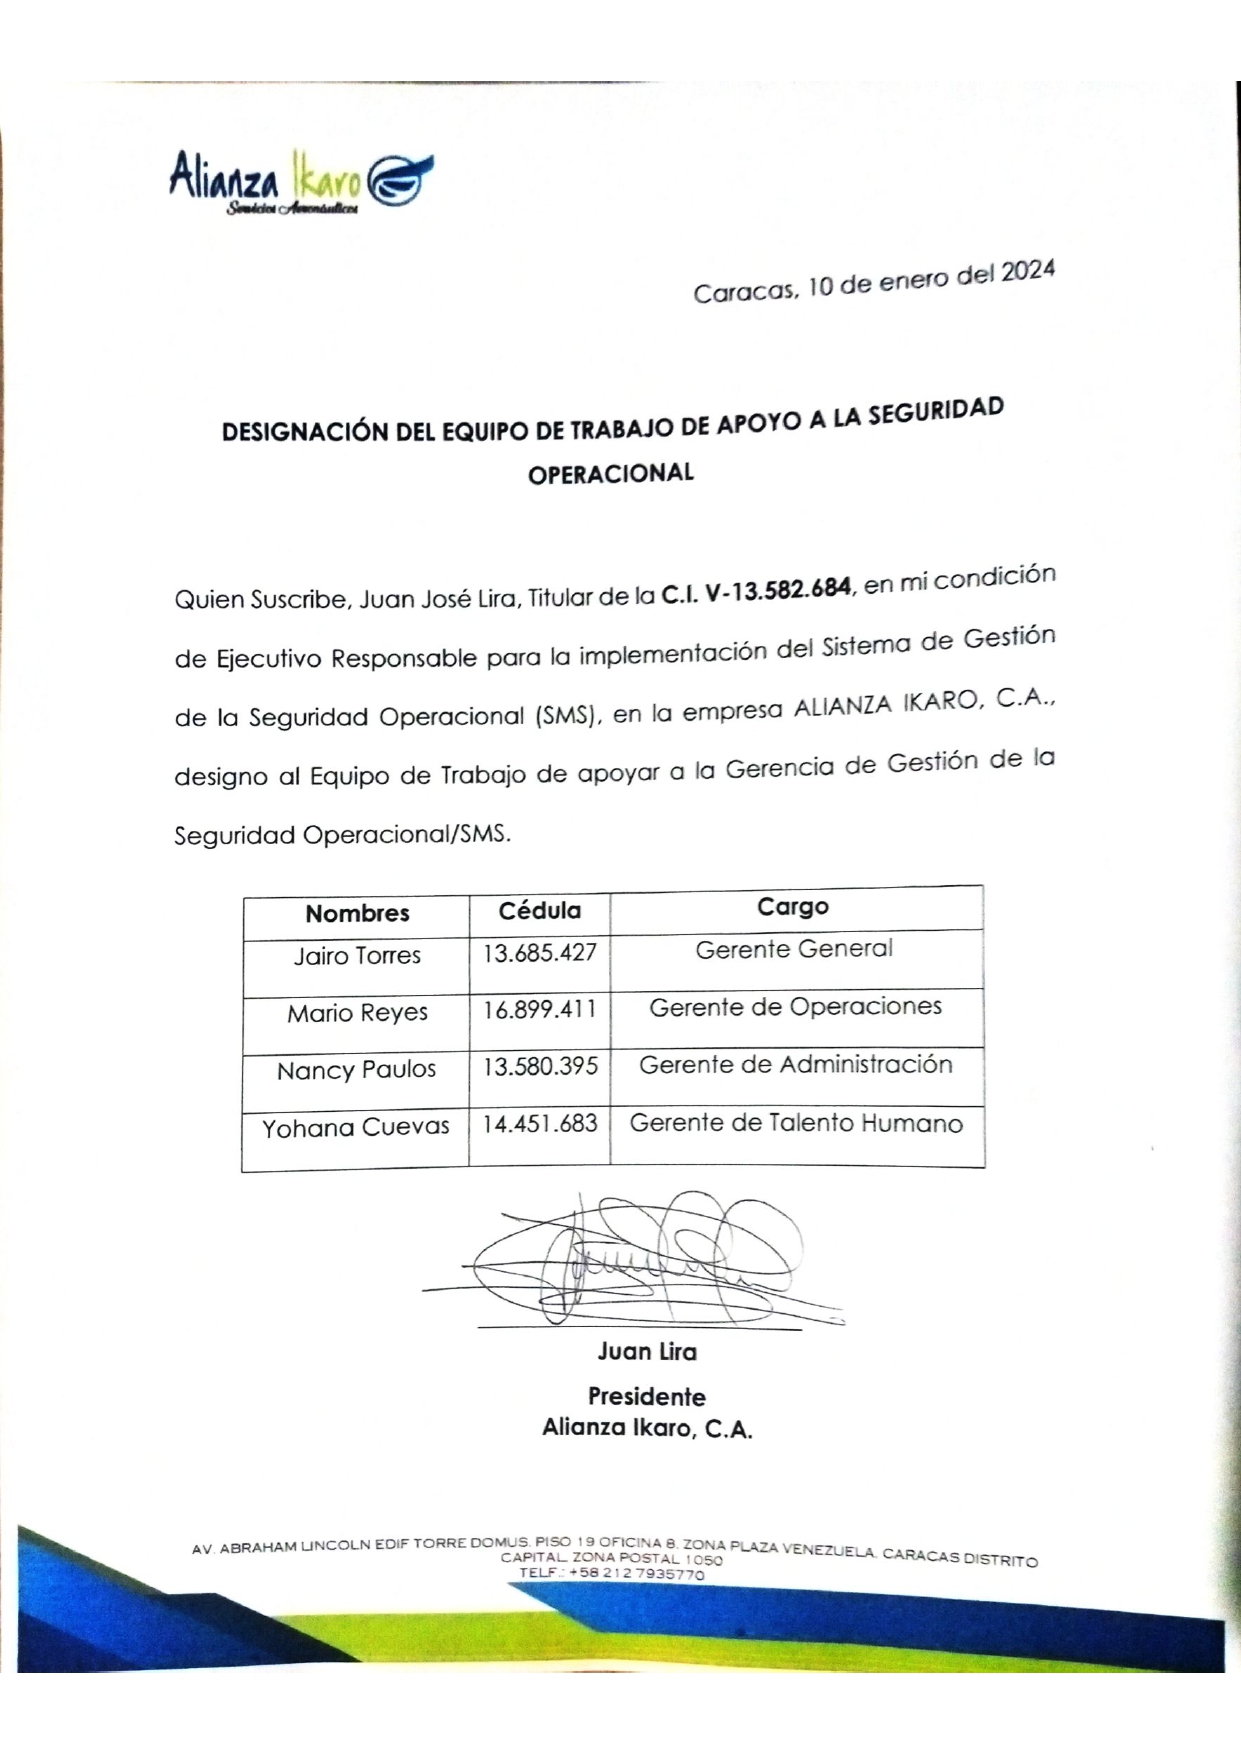 Alianza Ikaro
Servicios Aeronáuticos
Caracas, 10 de enero del 2024
DESIGNACIÓN DEL EQUIPO DE TRABAJO DE APOYO A LA SEGURIDAD
OPERACIONAL
Quien Suscribe, Juan José Lira, Titular de la C.I. V-13.582.684, en mi condición
de Ejecutivo Responsable para la implementación del Sistema de Gestión
de la Seguridad Operacional (SMS), en la empresa ALIANZA IKARO, C.A.,
designo al Equipo de Trabajo de apoyar a la Gerencia de Gestión de la
Seguridad Operacional/SMS.
Nombres Cédula Cargo
Jairo Torres 13.685.427 Gerente General
Mario Reyes 16.899.411 Gerente de Operaciones
Nancy Paulos 13.580.395 Gerente de Administración
Yohana Cuevas 14.451.683 Gerente de Talento Humano
Juan Lira
Presidente
Alianza Ikaro, C.A.
AV. ABRAHAM LINCOLN EDIF TORRE DOMUS. PISO 19 OFICINA 8. ZONA PLAZA VENEZUELA. CARACAS DISTRITO
CAPITAL. ZONA POSTAL 1050
TELF.: +58 212 7935770